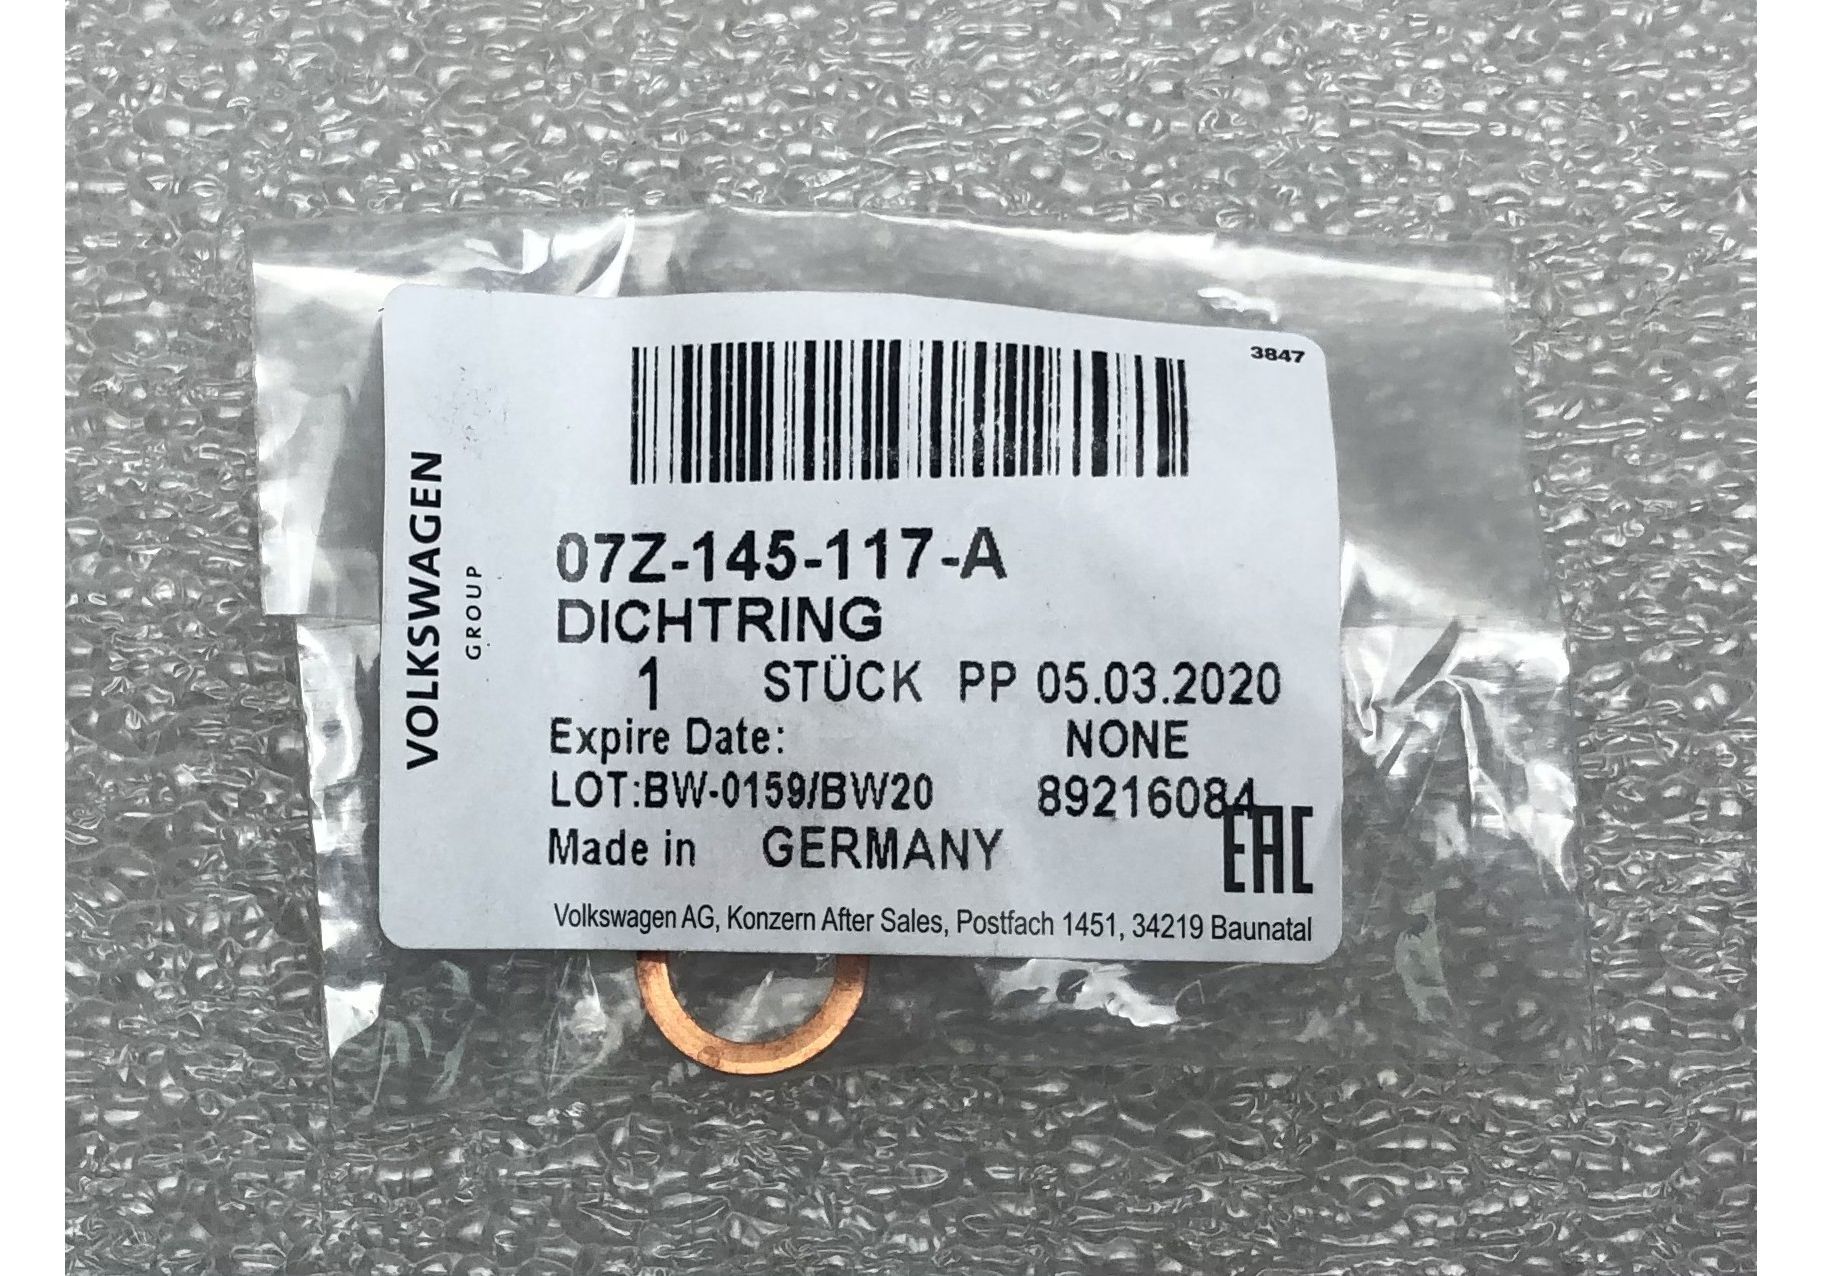 3847
VOLKSWAGEN
GROUP
07Z-145-117-A
DICHTRING
1 STÜCK PP 05.03.2020
Expire Date: NONE
LOT:BW-0159/BW20 89216084
EAC
Made in GERMANY
Volkswagen AG, Konzern After Sales, Postfach 1451, 34219 Baunatal